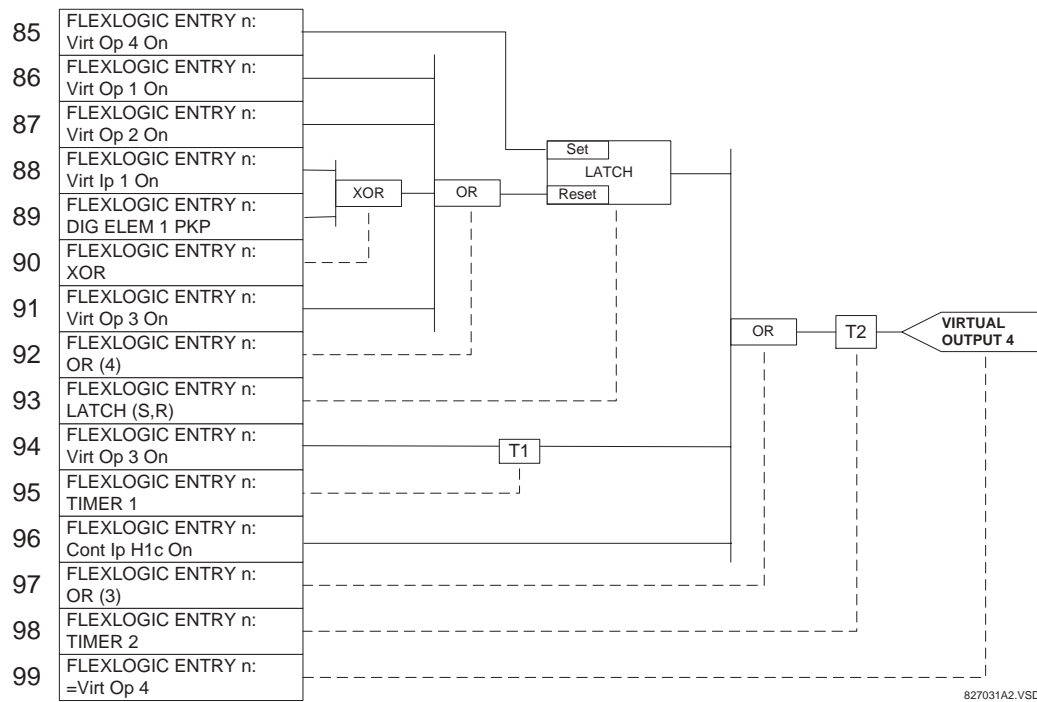 85
FLEXLOGIC ENTRY n:
Virt Op 4 On
86
FLEXLOGIC ENTRY n:
Virt Op 1 On
87
FLEXLOGIC ENTRY n:
Virt Op 2 On
88
FLEXLOGIC ENTRY n:
Virt Ip 1 On
89
FLEXLOGIC ENTRY n:
DIG ELEM 1 PKP
90
FLEXLOGIC ENTRY n:
XOR
91
FLEXLOGIC ENTRY n:
Virt Op 3 On
92
FLEXLOGIC ENTRY n:
OR (4)
93
FLEXLOGIC ENTRY n:
LATCH (S,R)
94
FLEXLOGIC ENTRY n:
Virt Op 3 On
95
FLEXLOGIC ENTRY n:
TIMER 1
96
FLEXLOGIC ENTRY n:
Cont Ip H1c On
97
FLEXLOGIC ENTRY n:
OR (3)
98
FLEXLOGIC ENTRY n:
TIMER 2
99
FLEXLOGIC ENTRY n:
=Virt Op 4
XOR
OR
Set
LATCH
Reset
T1
OR
T2
VIRTUAL
OUTPUT 4
827031A2.VSD